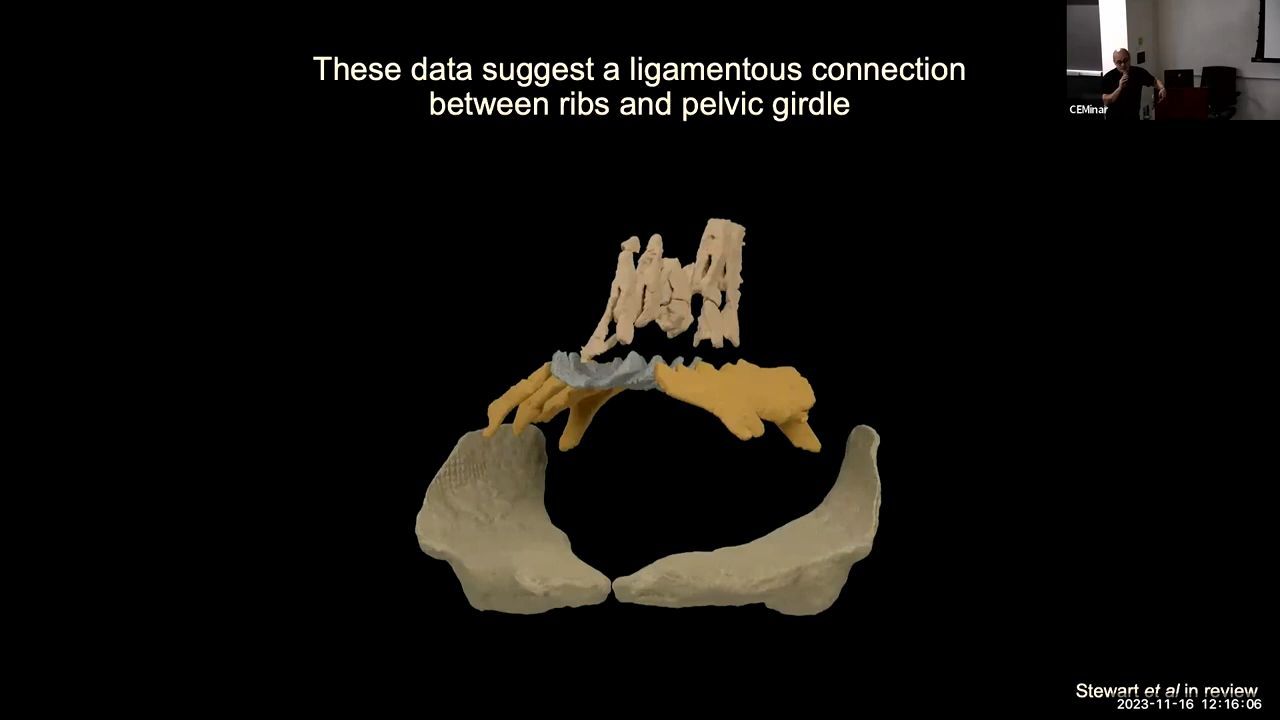 These data suggest a ligamentous connection
between ribs and pelvic girdle
CEMinar
Stewart et al in review
2023-11-16 12:16:06